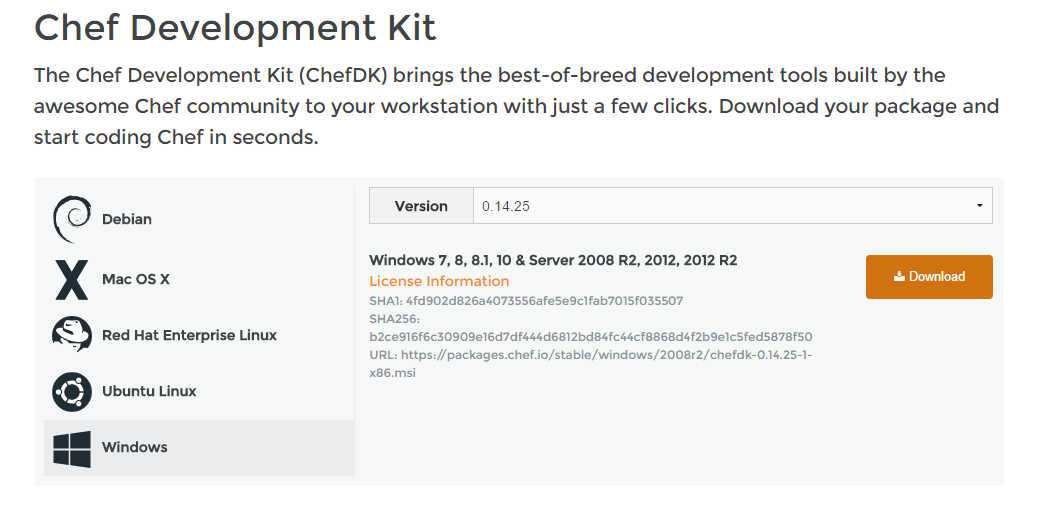 Chef Development Kit
The Chef Development Kit (ChefDK) brings the best-of-breed development tools built by the
awesome Chef community to your workstation with just a few clicks. Download your package and
start coding Chef in seconds.
Debian
Mac OS X
Red Hat Enterprise Linux
Ubuntu Linux
Windows
Version 0.14.25
Windows 7, 8, 8.1, 10 & Server 2008 R2, 2012, 2012 R2
License Information
Download
SHA1: 4fd902d826a4073556afe5e9c1fab7015f035507
SHA256:
b2ce916f6c30909e16d7df444d6812bd84fc44cf8868d4f2b9e1c5fed5878f50
URL: https://packages.chef.io/stable/windows/2008r2/chefdk-0.14.25-1-
x86.msi